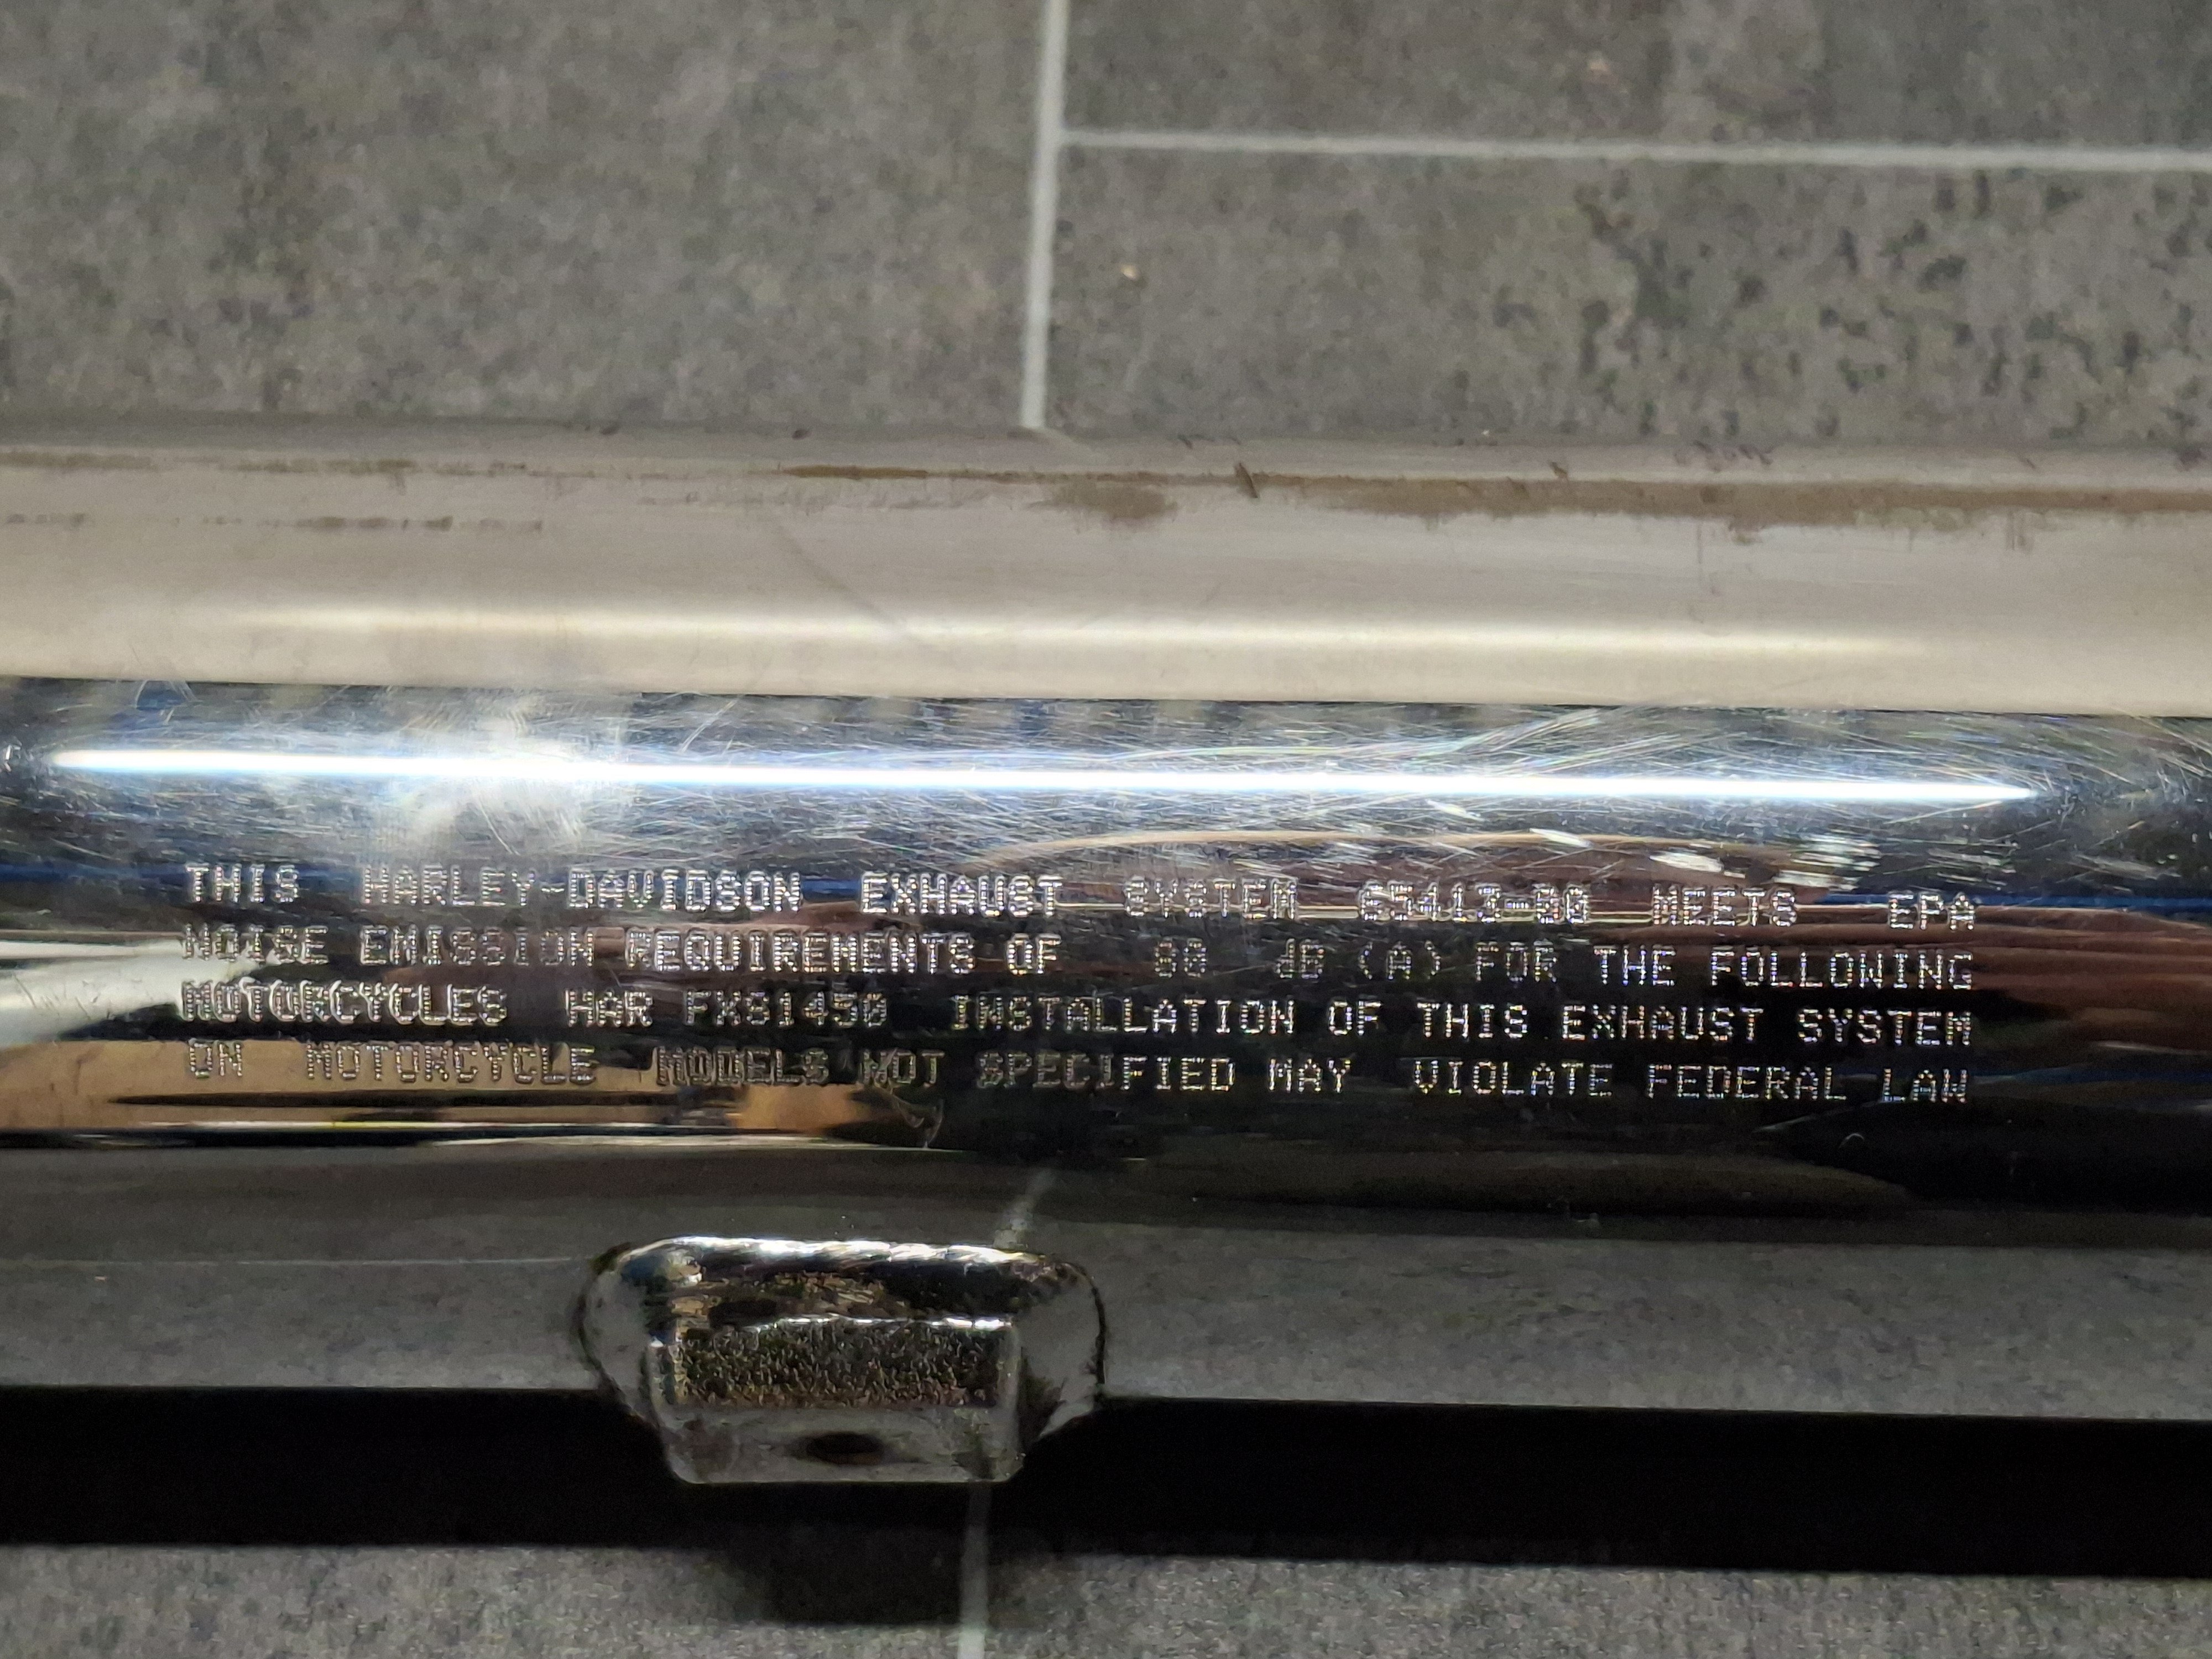 THIS HARLEY-DAVIDSON EXHAUST SYSTEM 65413-00 MEETS EPA
NOISE EMISSION REQUIREMENTS OF 80 dB (A) FOR THE FOLLOWING
MOTORCYCLES HAR FXS1450 INSTALLATION OF THIS EXHAUST SYSTEM
ON MOTORCYCLE MODELS NOT SPECIFIED MAY VIOLATE FEDERAL LAW